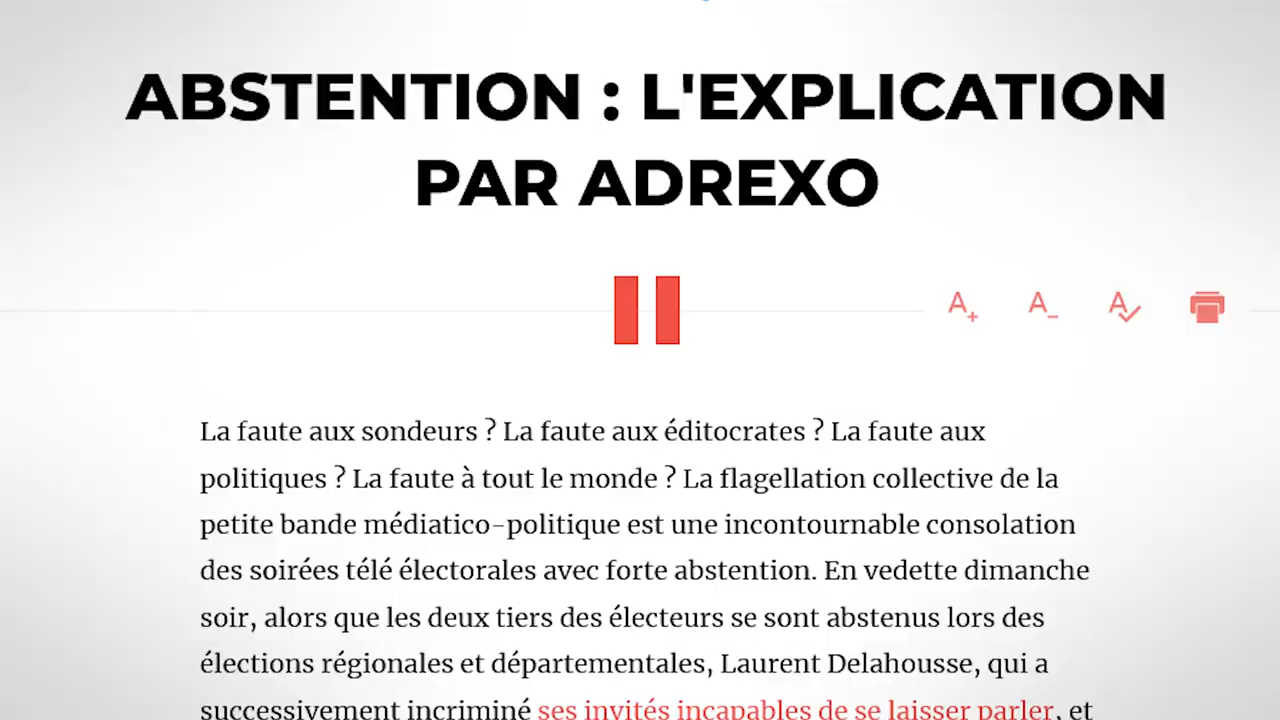 ABSTENTION : L'EXPLICATION
PAR ADREXO
A+ A- A
La faute aux sondeurs ? La faute aux éditocrates ? La faute aux
politiques ? La faute à tout le monde ? La flagellation collective de la
petite bande médiatico-politique est une incontournable consolation
des soirées télé électorales avec forte abstention. En vedette dimanche
soir, alors que les deux tiers des électeurs se sont abstenus lors des
élections régionales et départementales, Laurent Delahousse, qui a
successivement incriminé ses invités incapables de se laisser parler, et